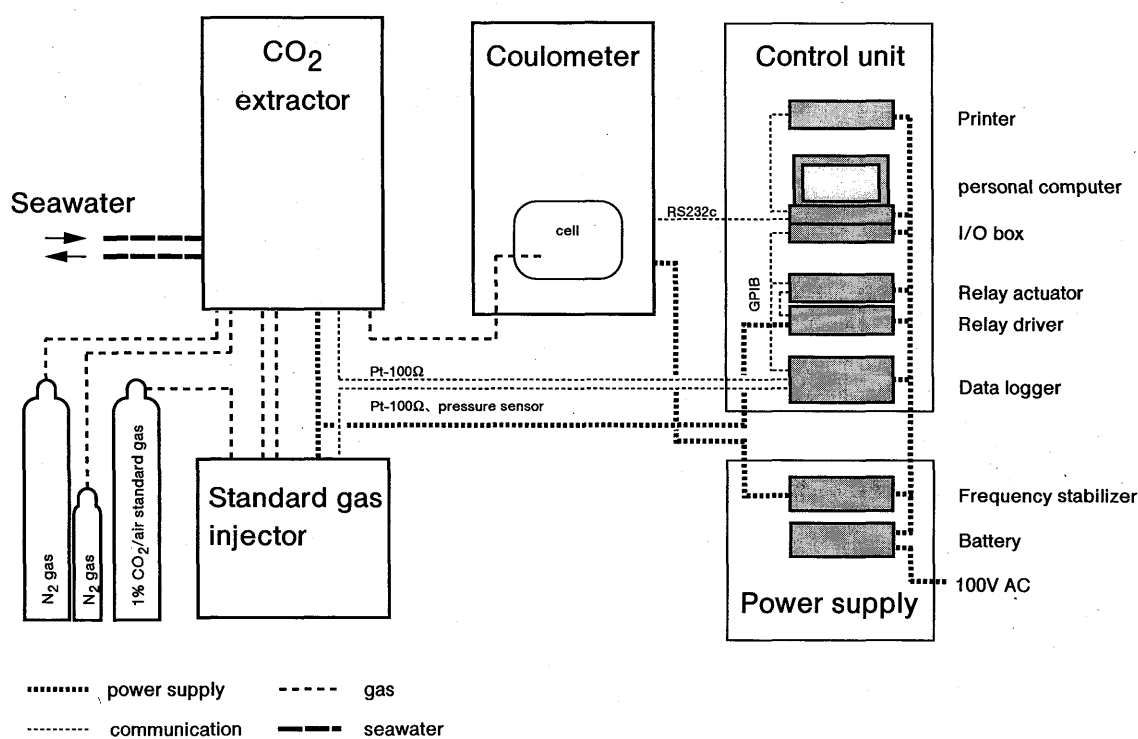 CO2
extractor
Coulometer
Control unit
Printer
personal computer
I/O box
Relay actuator
Relay driver
Data logger
Seawater
cell
RS232c
GPIB
Pt-100Ω
Pt-100Ω、pressure sensor
N2 gas
N2 gas
1% CO2/air standard gas
Standard gas
injector
Frequency stabilizer
Battery
100V AC
Power supply
power supply
gas
communication
seawater